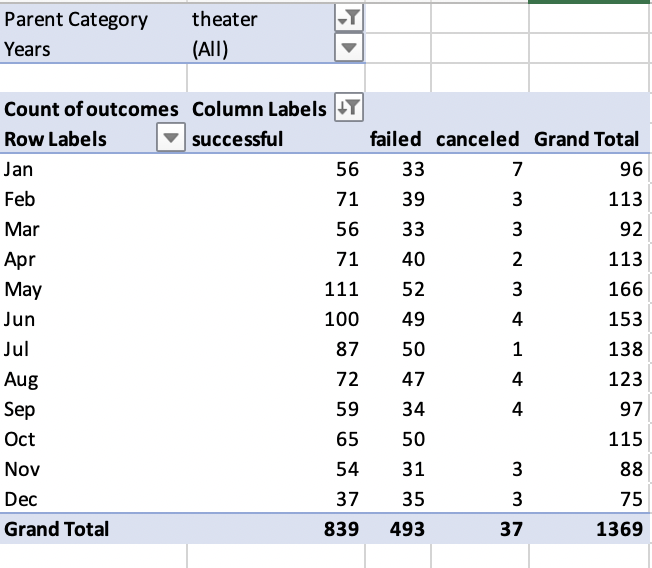 Parent Category theater
Years (All)
Count of outcomes Column Labels
Row Labels successful failed canceled Grand Total
Jan 56 33 7 96
Feb 71 39 3 113
Mar 56 33 3 92
Apr 71 40 2 113
May 111 52 3 166
Jun 100 49 4 153
Jul 87 50 1 138
Aug 72 47 4 123
Sep 59 34 4 97
Oct 65 50 115
Nov 54 31 3 88
Dec 37 35 3 75
Grand Total 839 493 37 1369